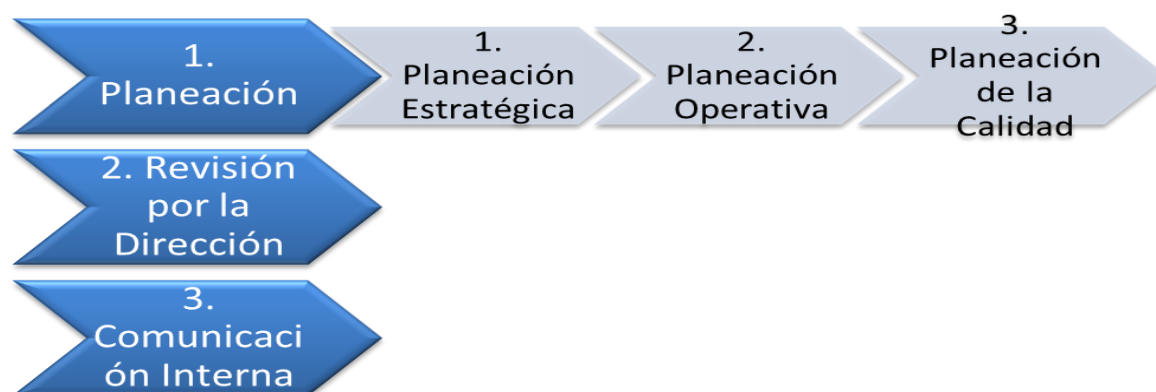 1.
Planeación
1.
Planeación
Estratégica
2.
Planeación
Operativa
3.
Planeación
de la
Calidad
2. Revisión
por la
Dirección
3.
Comunicaci
ón Interna